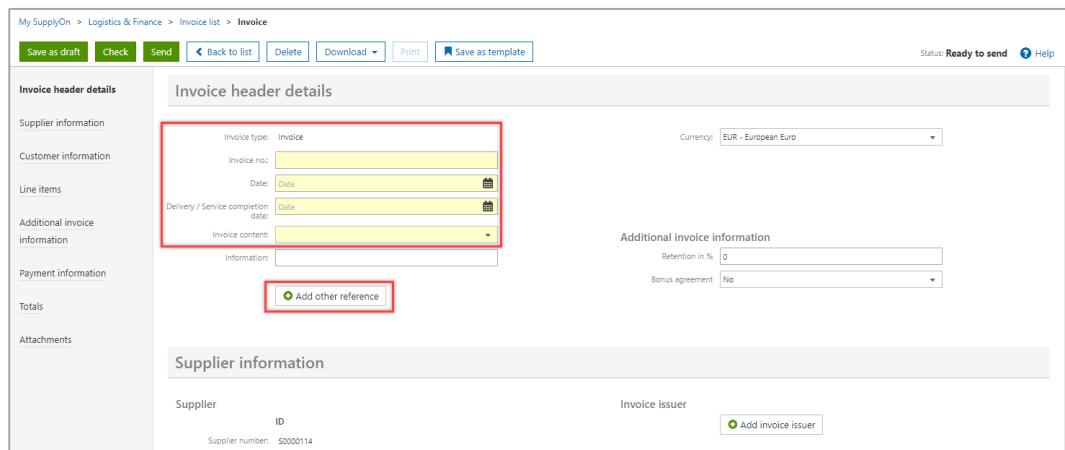 My SupplyOn > Logistics & Finance > Invoice list > Invoice
Save as draft Check Send Back to list Delete Download Print Save as template Status: Ready to send Help
Invoice header details
Supplier information
Customer information
Line items
Additional invoice
information
Payment information
Totals
Attachments
Invoice header details
Invoice type: Invoice
Invoice no.:
Date: Date
Delivery / Service completion
date: Date
Invoice content:
Information:
Add other reference
Currency: EUR - European Euro
Additional invoice information
Retention in % 0
Bonus agreement No
Supplier information
Supplier
ID
Supplier number: S0000114
Invoice issuer
Add invoice issuer